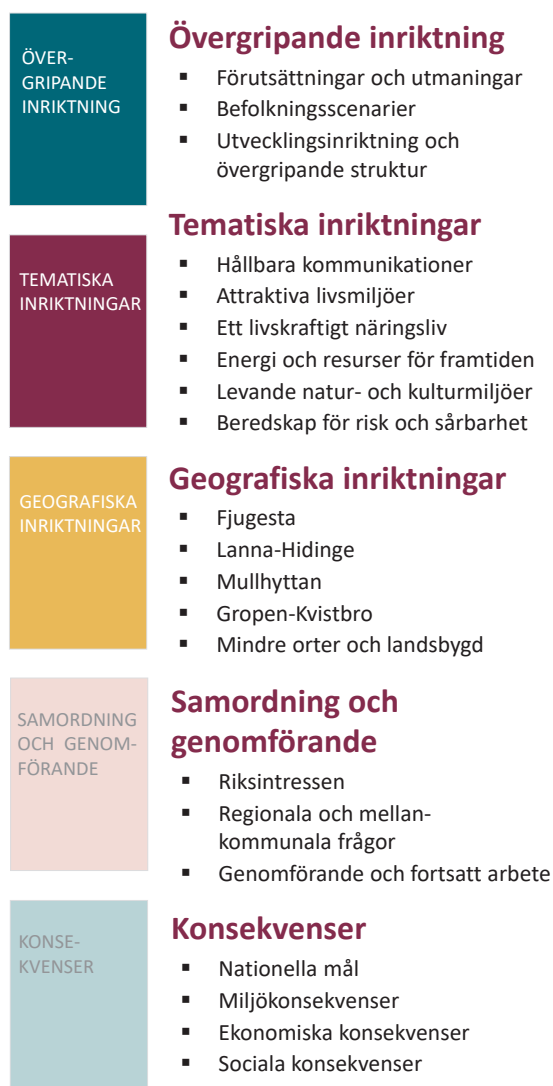 ÖVER-
GRIPANDE
INRIKTNING
Övergripande inriktning
▪ Förutsättningar och utmaningar
▪ Befolkningsscenarier
▪ Utvecklingsinriktning och
övergripande struktur
TEMATISKA
INRIKTNINGAR
Tematiska inriktningar
▪ Hållbara kommunikationer
▪ Attraktiva livsmiljöer
▪ Ett livskraftigt näringsliv
▪ Energi och resurser för framtiden
▪ Levande natur- och kulturmiljöer
▪ Beredskap för risk och sårbarhet
GEOGRAFISKA
INRIKTNINGAR
Geografiska inriktningar
▪ Fjugesta
▪ Lanna-Hidinge
▪ Mullhyttan
▪ Gropen-Kvistbro
▪ Mindre orter och landsbygd
SAMORDNING
OCH GENOM-
FÖRANDE
Samordning och
genomförande
▪ Riksintressen
▪ Regionala och mellan-
kommunala frågor
▪ Genomförande och fortsatt arbete
KONSE-
KVENSER
Konsekvenser
▪ Nationella mål
▪ Miljökonsekvenser
▪ Ekonomiska konsekvenser
▪ Sociala konsekvenser